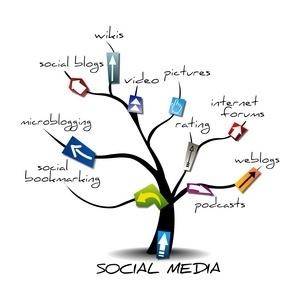 wikis
social blogs
video
pictures
internet
forums
microblogging
rating
social
bookmarking
weblogs
podcasts
SOCIAL MEDIA